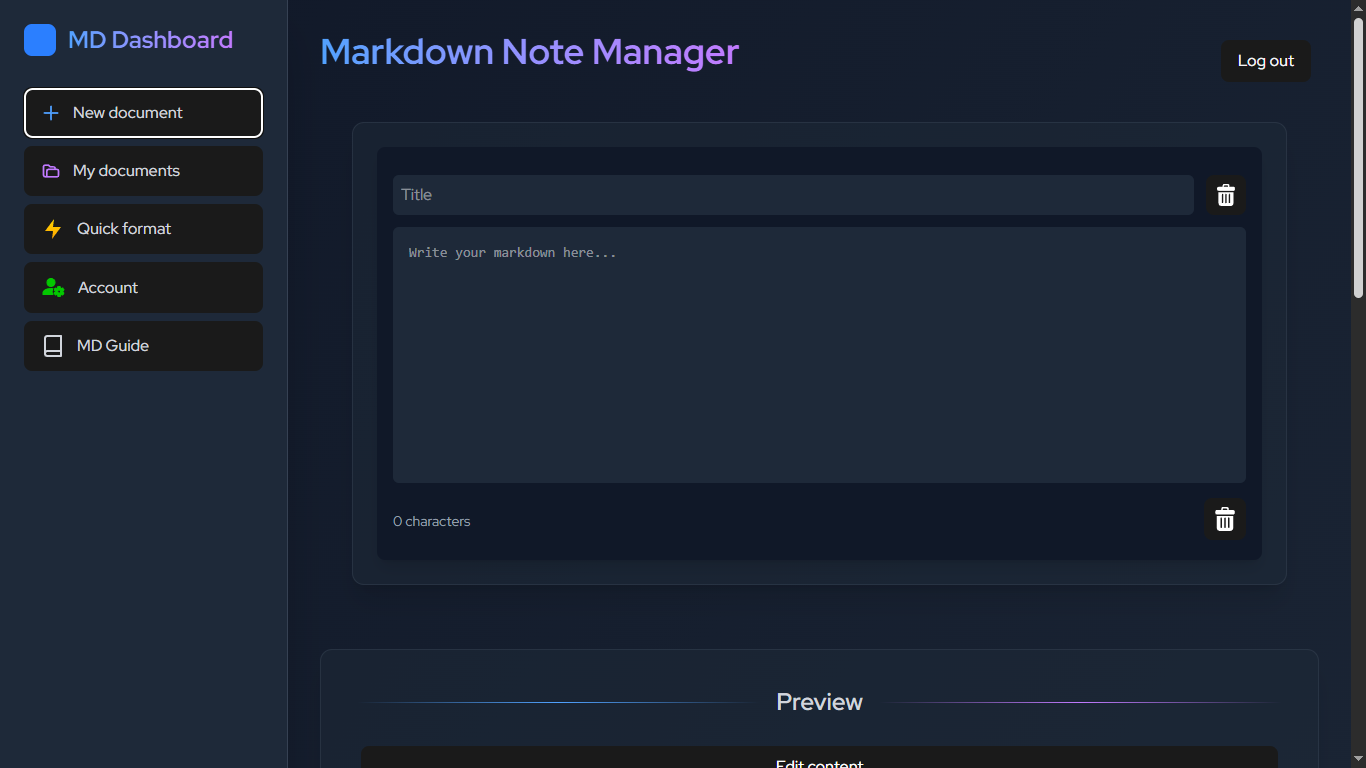 MD Dashboard
New document
My documents
Quick format
Account
MD Guide
Markdown Note Manager
Log out
Title
Write your markdown here...
0 characters
Preview
Edit content